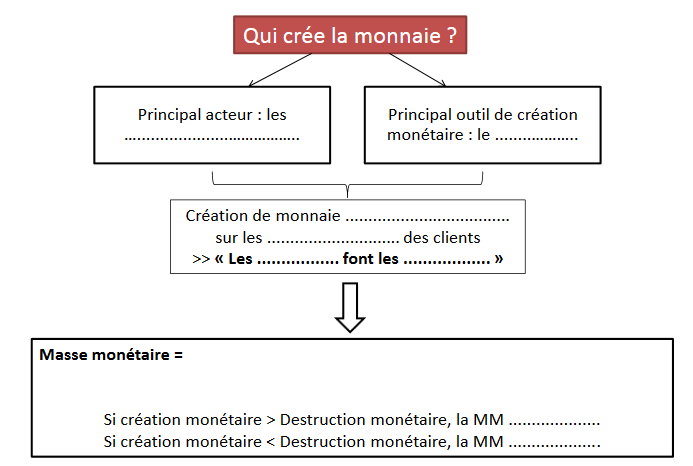 Qui crée la monnaie ?
Principal acteur : les
…......................……………..
Principal outil de création
monétaire : le ........………..
Création de monnaie ....................................
sur les ............................. des clients
>> « Les .................. font les ................... »
Masse monétaire =
Si création monétaire > Destruction monétaire, la MM ....................
Si création monétaire < Destruction monétaire, la MM ....................